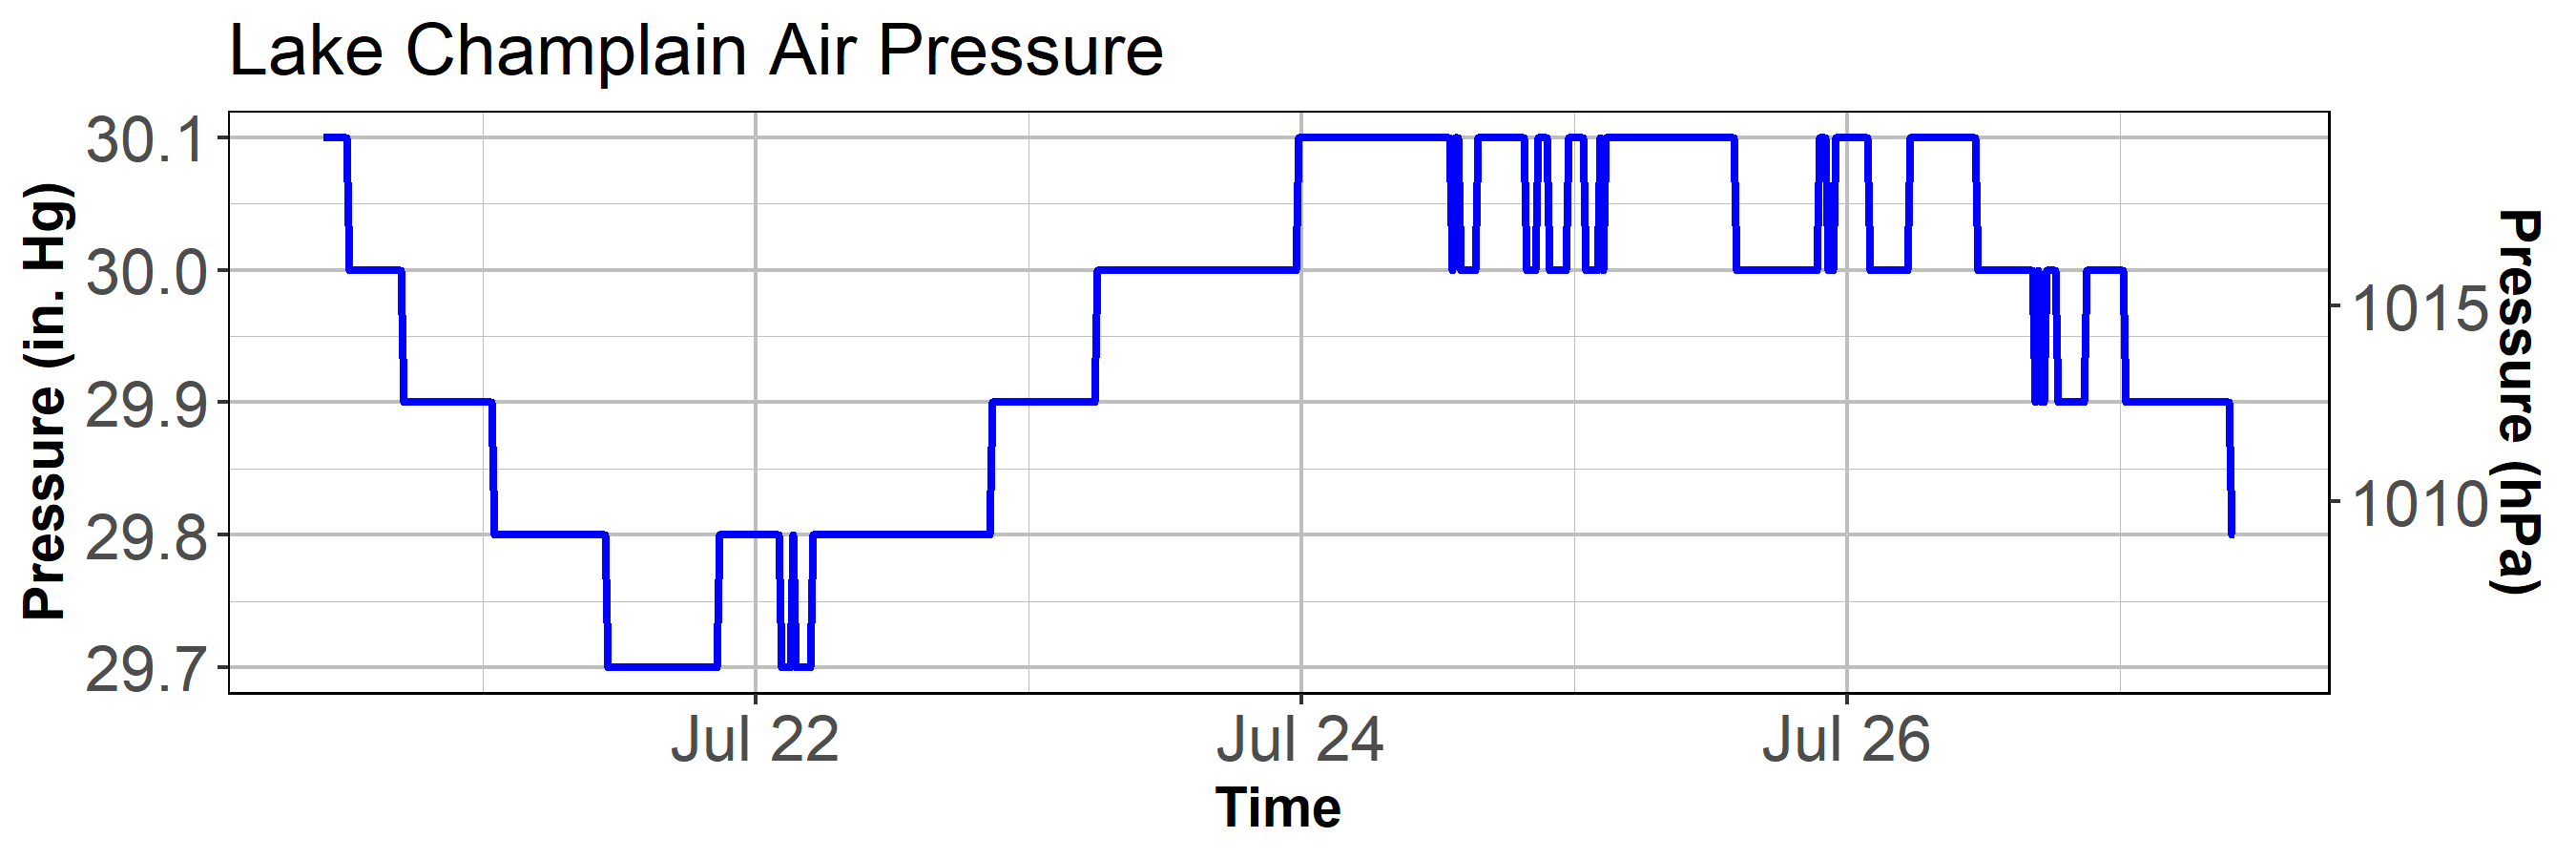 Lake Champlain Air Pressure
Pressure (in. Hg)
30.1
30.0
29.9
29.8
29.7
1015
1010
Pressure (hPa)
Jul 22
Jul 24
Jul 26
Time